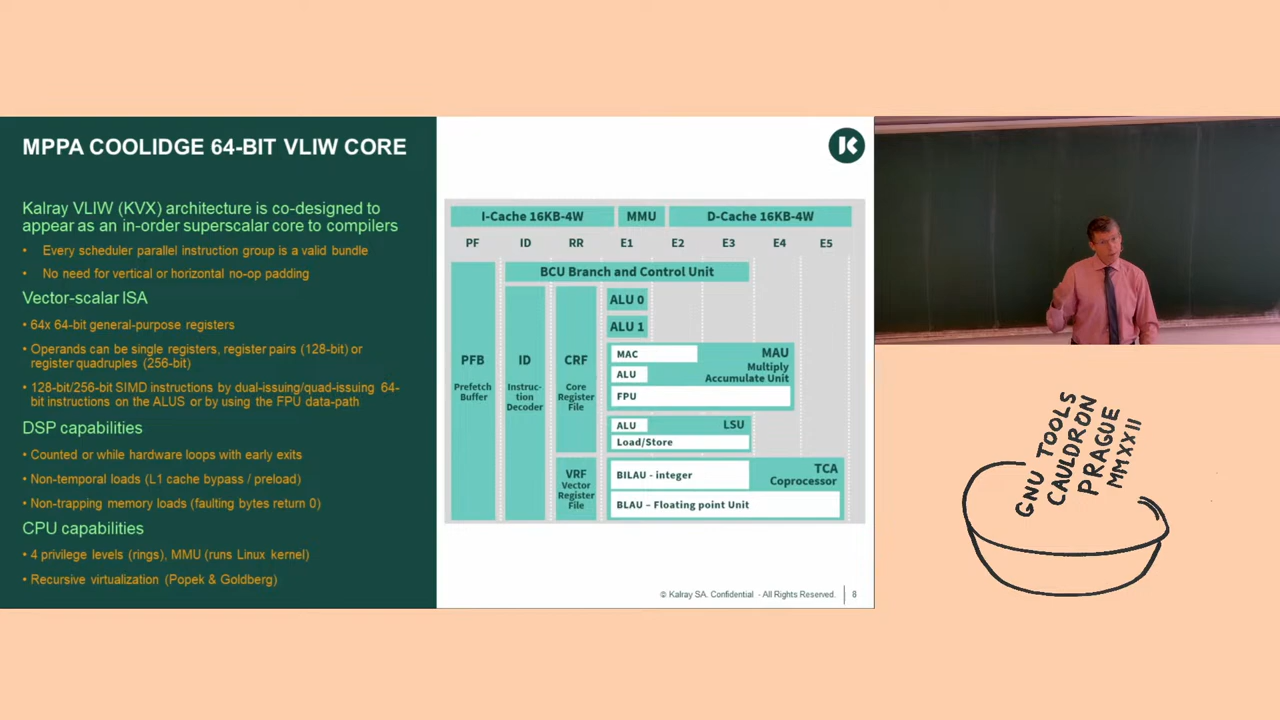 MPPA COOLIDGE 64-BIT VLIW CORE
Kalray VLIW (KVX) architecture is co-designed to
appear as an in-order superscalar core to compilers
• Every scheduler parallel instruction group is a valid bundle
• No need for vertical or horizontal no-op padding
Vector-scalar ISA
• 64x 64-bit general-purpose registers
• Operands can be single registers, register pairs (128-bit) or
register quadruples (256-bit)
• 128-bit/256-bit SIMD instructions by dual-issuing/quad-issuing 64-
bit instructions on the ALUS or by using the FPU data-path
DSP capabilities
• Counted or while hardware loops with early exits
• Non-temporal loads (L1 cache bypass / preload)
• Non-trapping memory loads (faulting bytes return 0)
CPU capabilities
• 4 privilege levels (rings), MMU (runs Linux kernel)
• Recursive virtualization (Popek & Goldberg)
I-Cache 16KB-4W MMU D-Cache 16KB-4W
PF ID RR E1 E2 E3 E4 E5
BCU Branch and Control Unit
ALU 0
ALU 1
PFB
Prefetch
Buffer
ID
Instruc-
tion
Decoder
CRF
Core
Register
File
MAC
ALU
FPU
MAU
Multiply
Accumulate Unit
ALU
Load/Store
LSU
VRF
Vector
Register
File
BILAU - integer
BLAU – Floating point Unit
TCA
Coprocessor
© Kalray SA. Confidential - All Rights Reserved. 8
GNU TOOLS
CAULDRON
PRAGUE
MMXXII